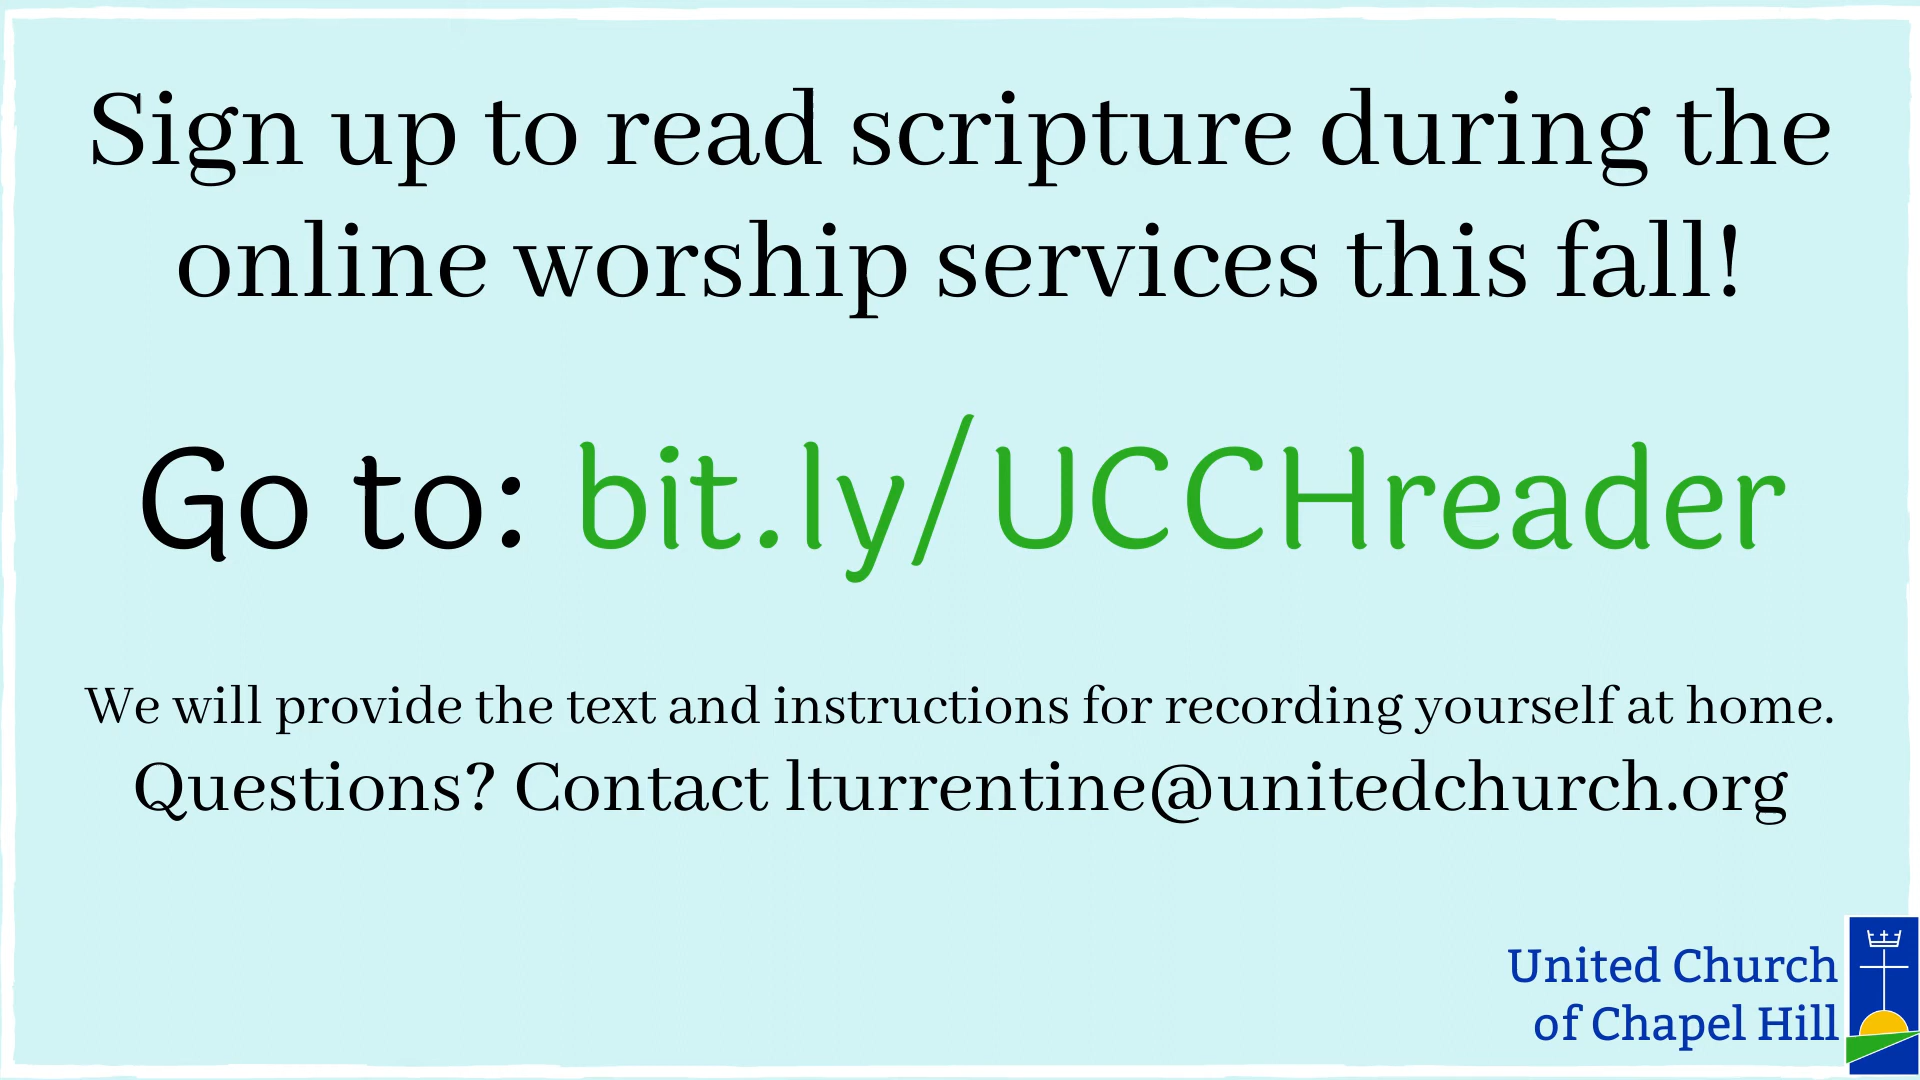 Sign up to read scripture during the
online worship services this fall!
Go to: bit.ly/UCCHreader
We will provide the text and instructions for recording yourself at home.
Questions? Contact lturrentine@unitedchurch.org
United Church
of Chapel Hill